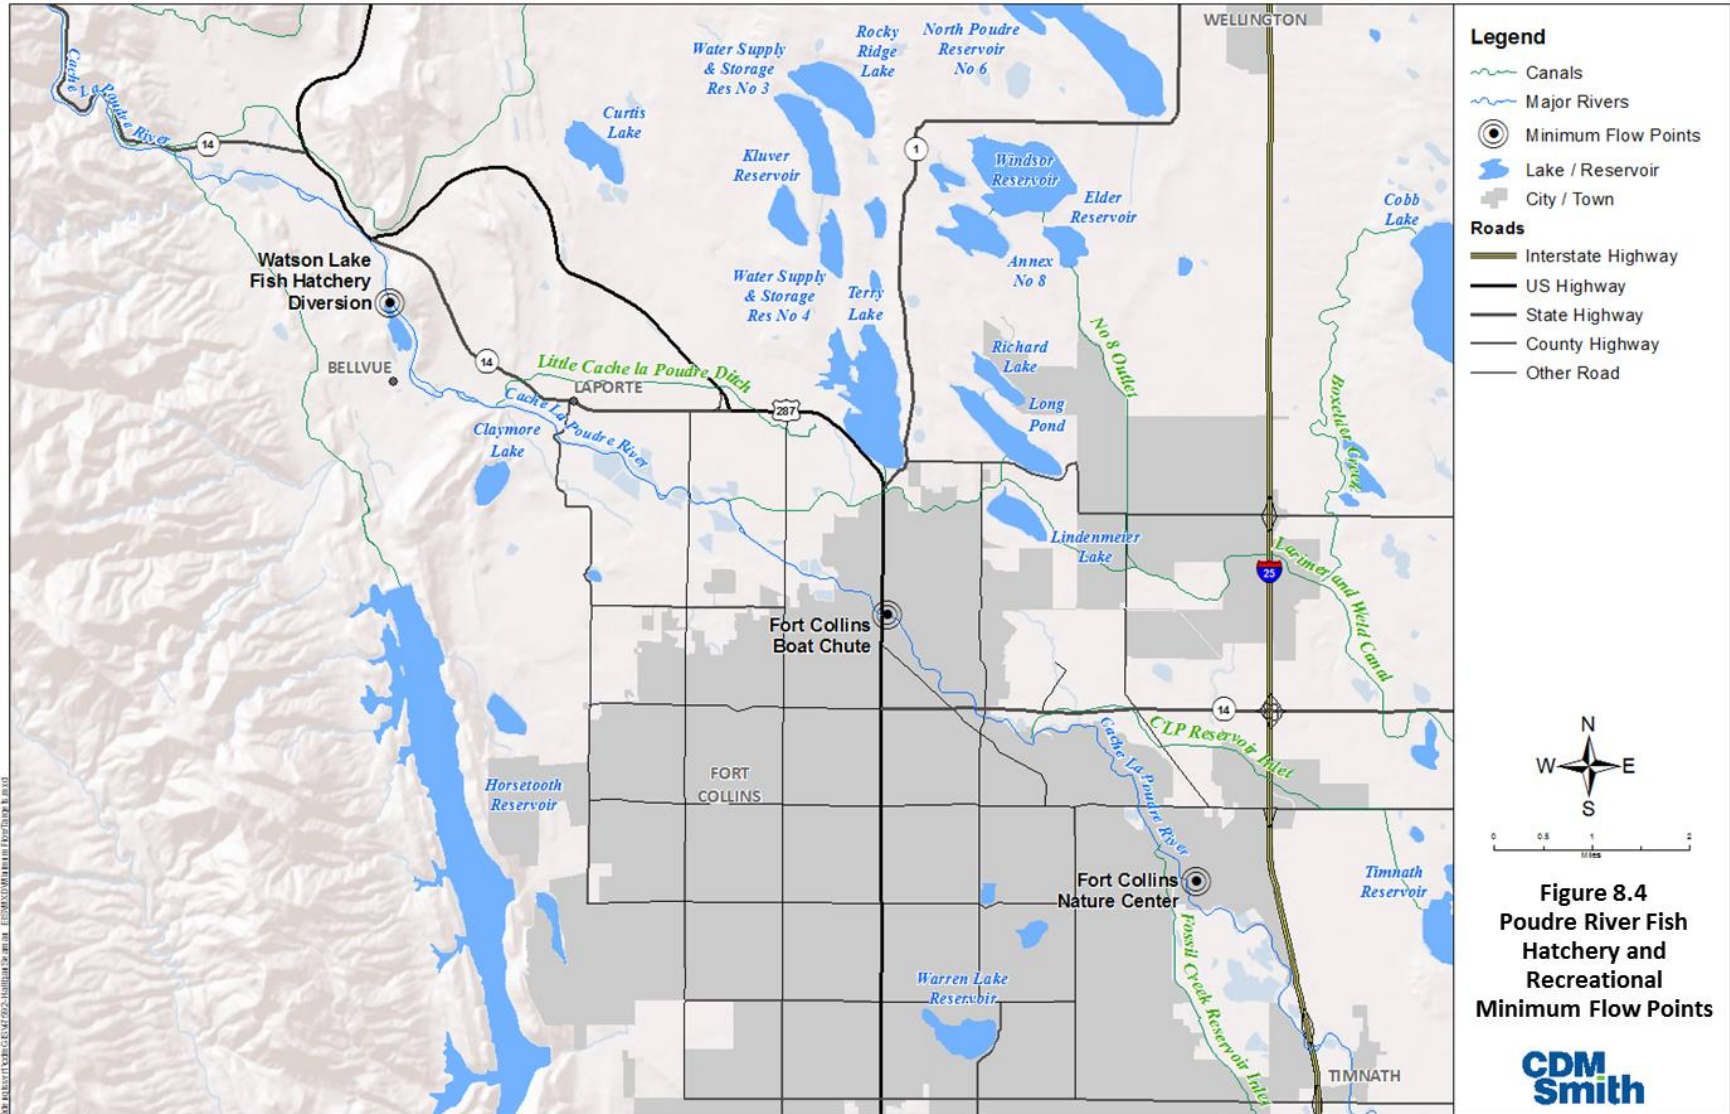 WELLINGTON
Rocky
Ridge
Lake
North Poudre
Reservoir
No 6
Water Supply
& Storage
Res No 3
Cache La Poudre River
Curtis
Lake
14
1
Kluver
Reservoir
Windsor
Reservoir
Elder
Reservoir
Cobb
Lake
Watson Lake
Fish Hatchery
Diversion
Water Supply
& Storage
Res No 4
Terry
Lake
Annex
No 8
No 8 Outlet
Richard
Lake
BELLVUE
14
Little Cache la Poudre Ditch
LAPORTE
287
Cache La Poudre River
Claymore
Lake
Long
Pond
Boxelder Creek
Lindenmeier
Lake
Larimer and Weld Canal
25
Fort Collins
Boat Chute
14
CLP Reservoir Inlet
Cache La Poudre River
FORT
COLLINS
Horsetooth
Reservoir
Fort Collins
Nature Center
Timnath
Reservoir
Fossil Creek Reservoir Inlet
Warren Lake
Reservoir
TIMNATH
Legend
Canals
Major Rivers
Minimum Flow Points
Lake / Reservoir
City / Town
Roads
Interstate Highway
US Highway
State Highway
County Highway
Other Road
N
W E
S
0 0.5 1 2
Miles
Figure 8.4
Poudre River Fish
Hatchery and
Recreational
Minimum Flow Points
CDM
Smith